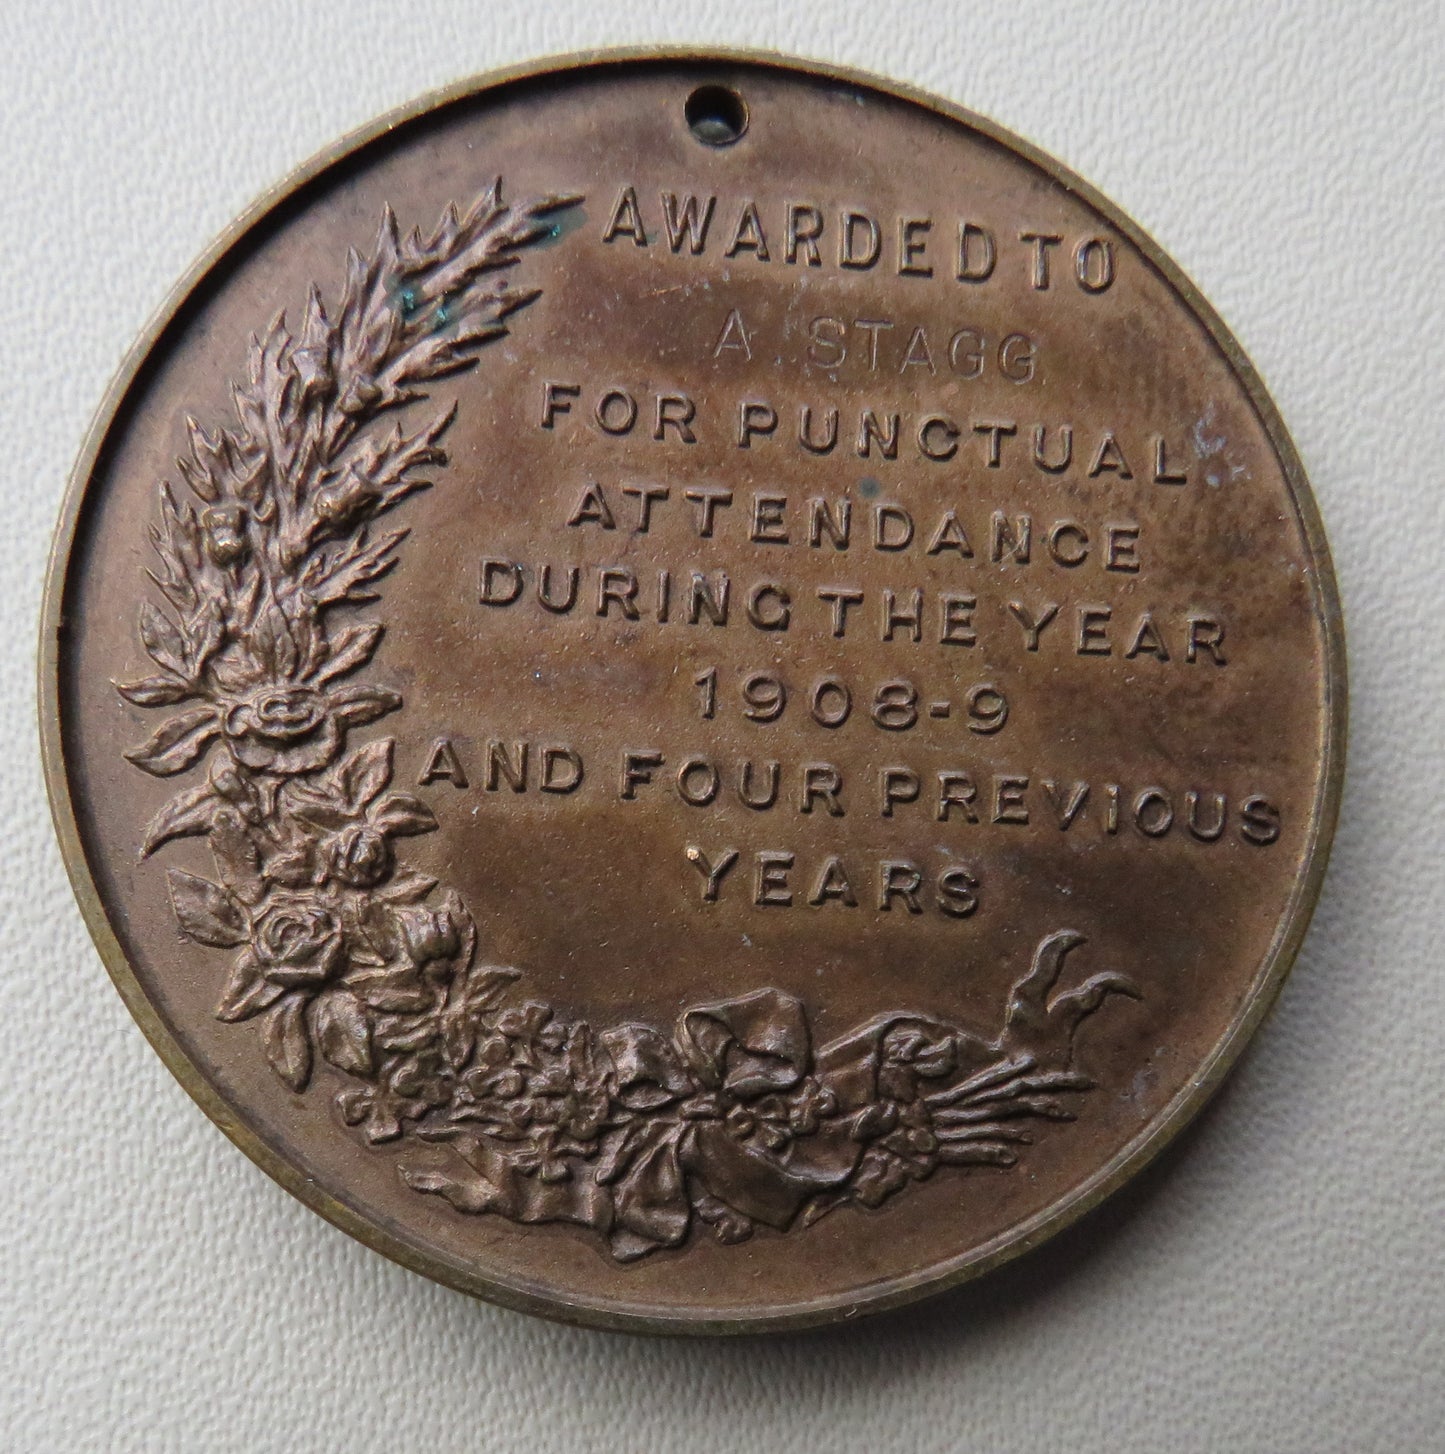 AWARDED TO
A. STAGG
FOR PUNCTUAL
ATTENDANCE
DURING THE YEAR
1908-9
AND FOUR PREVIOUS
YEARS